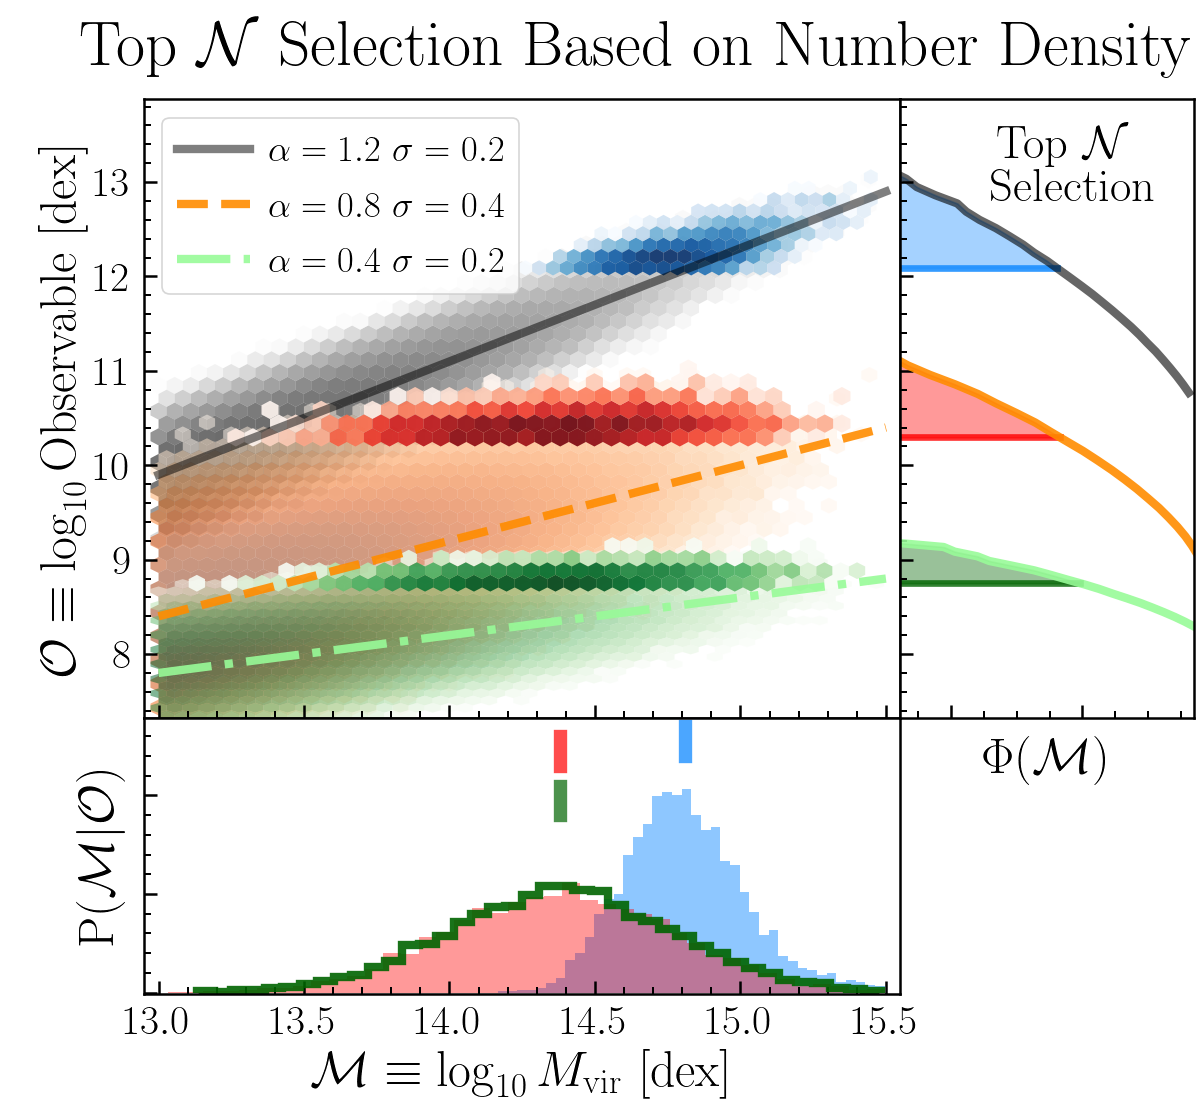 Top 𝒩 Selection Based on Number Density
α = 1.2 σ = 0.2
α = 0.8 σ = 0.4
α = 0.4 σ = 0.2
Top 𝒩
Selection
𝒪 ≡ log₁₀ Observable [dex]
13
12
11
10
9
8
Φ(ℳ)
P(ℳ|𝒪)
13.0 13.5 14.0 14.5 15.0 15.5
ℳ ≡ log₁₀ M_vir [dex]